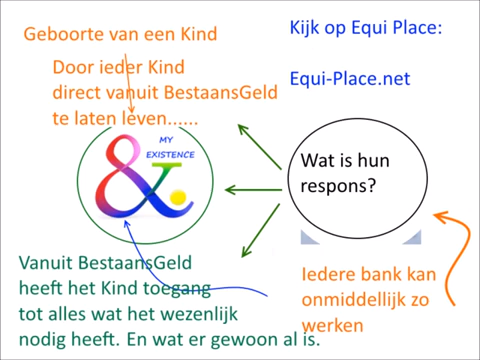 Geboorte van een Kind
Door ieder Kind
direct vanuit BestaansGeld
te laten leven......
Kijk op Equi Place:
Equi-Place.net
MY
EXISTENCE
&
Wat is hun
respons?
Vanuit BestaansGeld
heeft het Kind toegang
tot alles wat het wezenlijk
nodig heeft. En wat er gewoon al is.
Iedere bank kan
onmiddellijk zo
werken